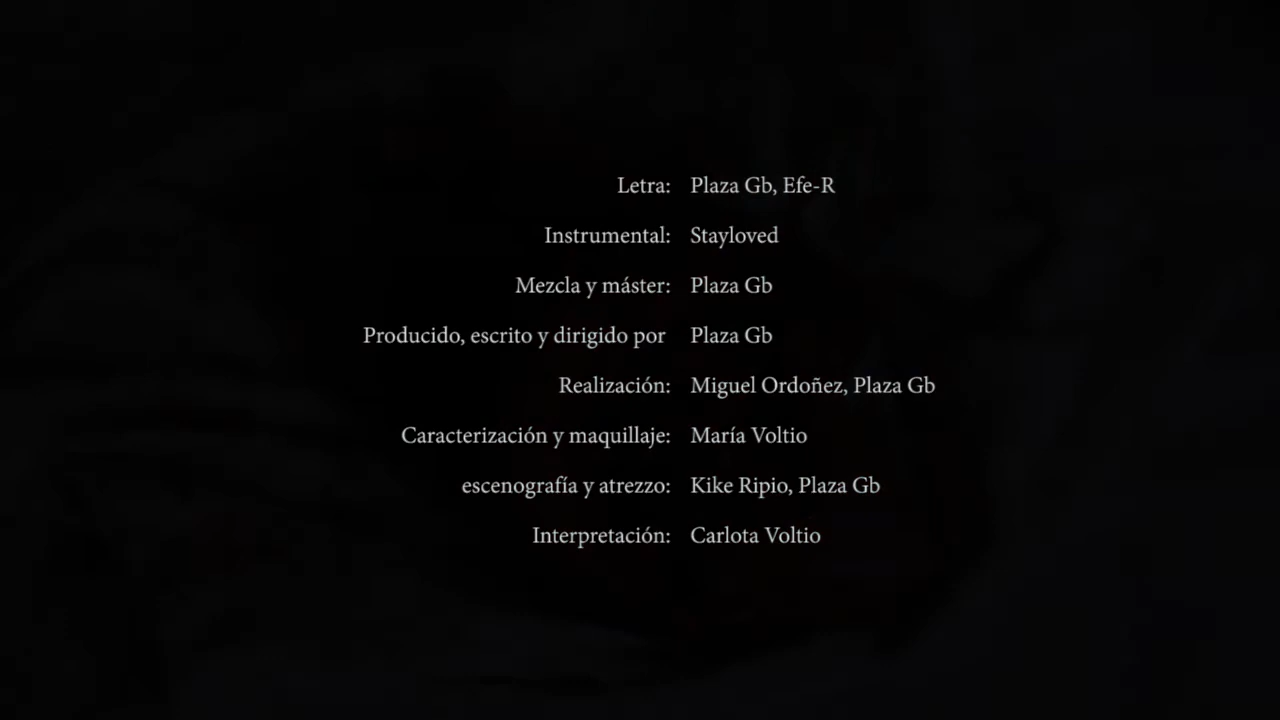 Letra: Plaza Gb, Efe-R
Instrumental: Stayloved
Mezcla y máster: Plaza Gb
Producido, escrito y dirigido por Plaza Gb
Realización: Miguel Ordoñez, Plaza Gb
Caracterización y maquillaje: María Voltio
escenografía y atrezzo: Kike Ripio, Plaza Gb
Interpretación: Carlota Voltio